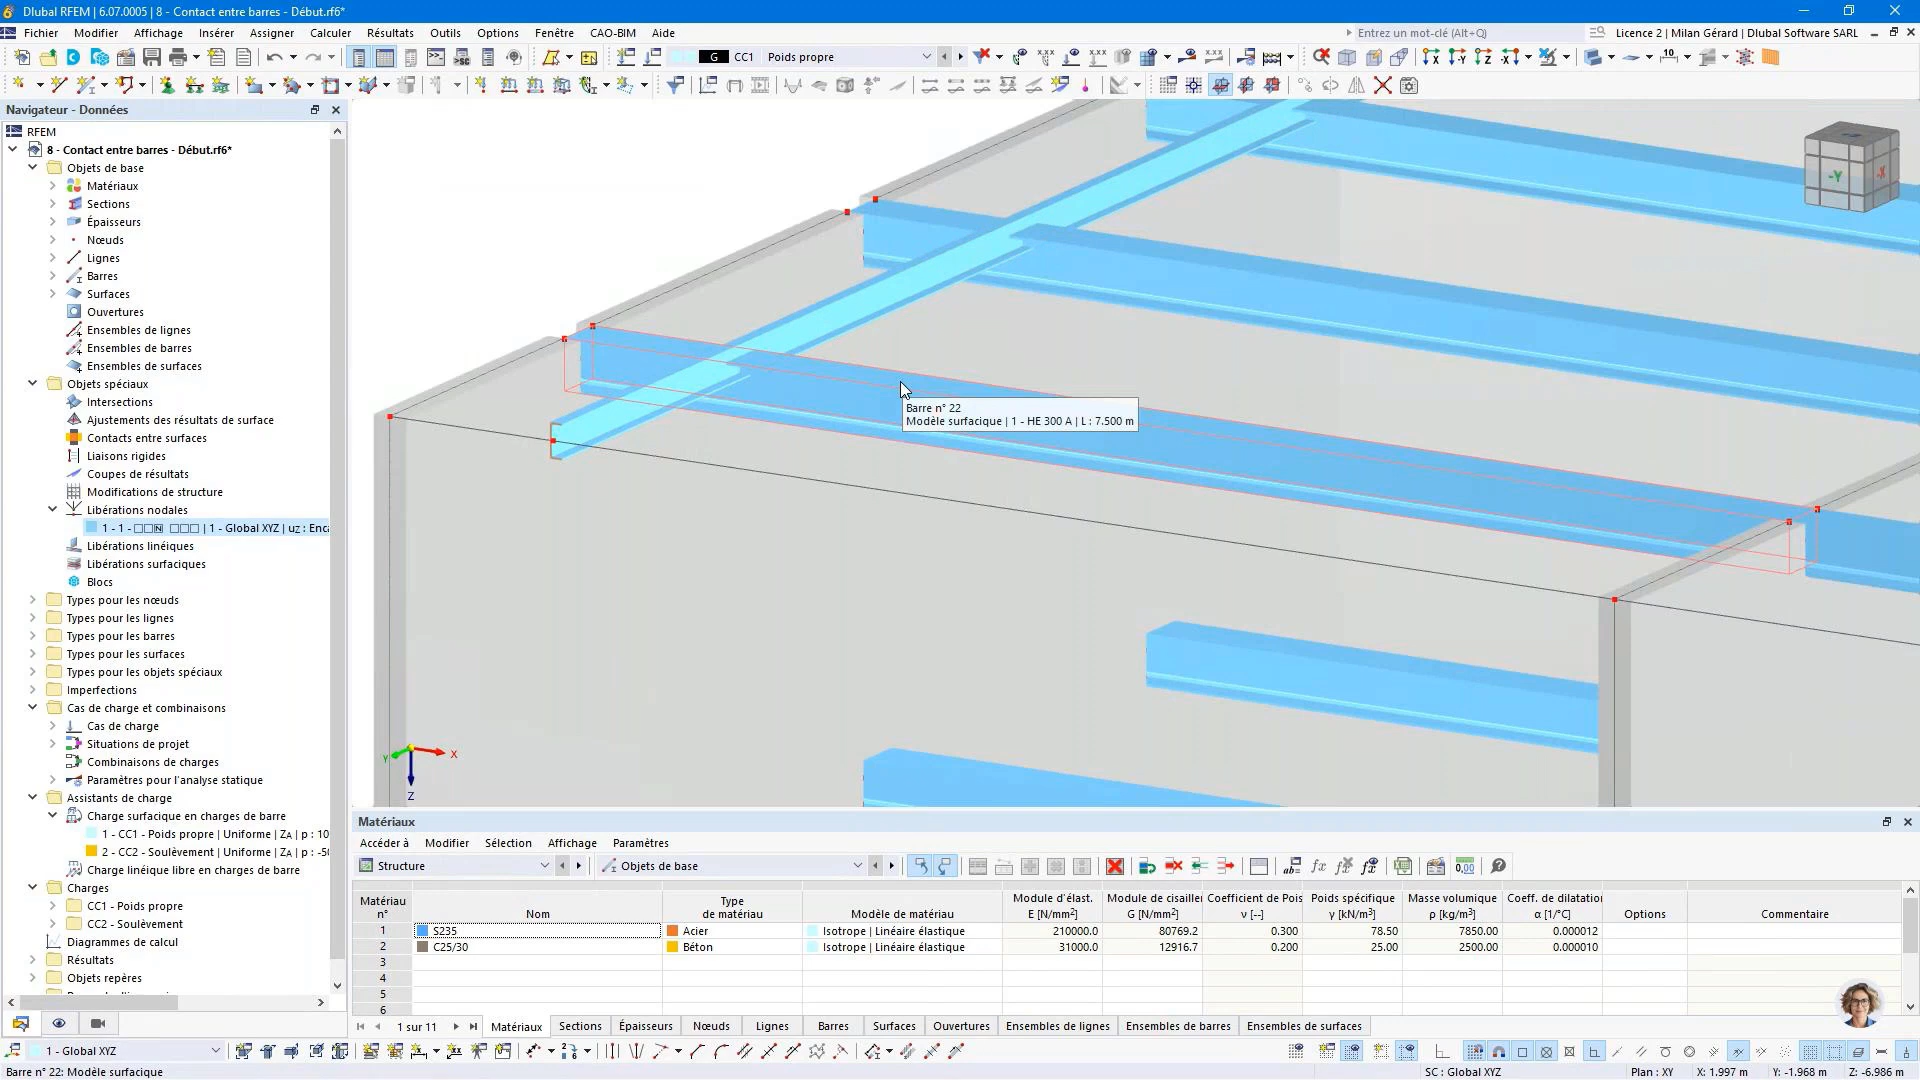 Dlubal RFEM | 6.07.0005 | 8 - Contact entre barres - Début.rf6*
Fichier Modifier Affichage Insérer Assigner Calculer Résultats Outils Options Fenêtre CAO-BIM Aide
Entrez un mot-clé (Alt+Q)
Licence 2 | Milan Gérard | Dlubal Software SARL
G CC1 Poids propre
Navigateur - Données
RFEM
8 - Contact entre barres - Début.rf6*
Objets de base
Matériaux
Sections
Épaisseurs
Nœuds
Lignes
Barres
Surfaces
Ouvertures
Ensembles de lignes
Ensembles de barres
Ensembles de surfaces
Objets spéciaux
Intersections
Ajustements des résultats de surface
Contacts entre surfaces
Liaisons rigides
Coupes de résultats
Modifications de structure
Libérations nodales
1 - 1 - □□N □□□ | 1 - Global XYZ | uz : Enca
Libérations linéiques
Libérations surfaciques
Blocs
Types pour les nœuds
Types pour les lignes
Types pour les barres
Types pour les surfaces
Types pour les objets spéciaux
Imperfections
Cas de charge et combinaisons
Cas de charge
Situations de projet
Combinaisons de charges
Paramètres pour l'analyse statique
Assistants de charge
Charge surfacique en charges de barre
1 - CC1 - Poids propre | Uniforme | ZA | p : 10
2 - CC2 - Soulèvement | Uniforme | ZA | p : -50
Charge linéique libre en charges de barre
Charges
CC1 - Poids propre
CC2 - Soulèvement
Diagrammes de calcul
Résultats
Objets repères
-Y -X
Barre n° 22
Modèle surfacique | 1 - HE 300 A | L : 7.500 m
X
Y
Z
Matériaux
Accéder à Modifier Sélection Affichage Paramètres
Structure
Objets de base
Matériau n° Nom Type de matériau Modèle de matériau Module d'élast. E [N/mm²] Module de cisaille G [N/mm²] Coefficient de Pois ν [--] Poids spécifique γ [kN/m³] Masse volumique ρ [kg/m³] Coeff. de dilatatio α [1/°C] Options Commentaire
1 S235 Acier Isotrope | Linéaire élastique 210000.0 80769.2 0.300 78.50 7850.00 0.000012
2 C25/30 Béton Isotrope | Linéaire élastique 31000.0 12916.7 0.200 25.00 2500.00 0.000010
3
4
5
6
1 sur 11
Matériaux Sections Épaisseurs Nœuds Lignes Barres Surfaces Ouvertures Ensembles de lignes Ensembles de barres Ensembles de surfaces
1 - Global XYZ
Barre n° 22: Modèle surfacique
SC : Global XYZ
Plan : XY
X: 1.997 m
Y: -1.968 m
Z: -6.986 m